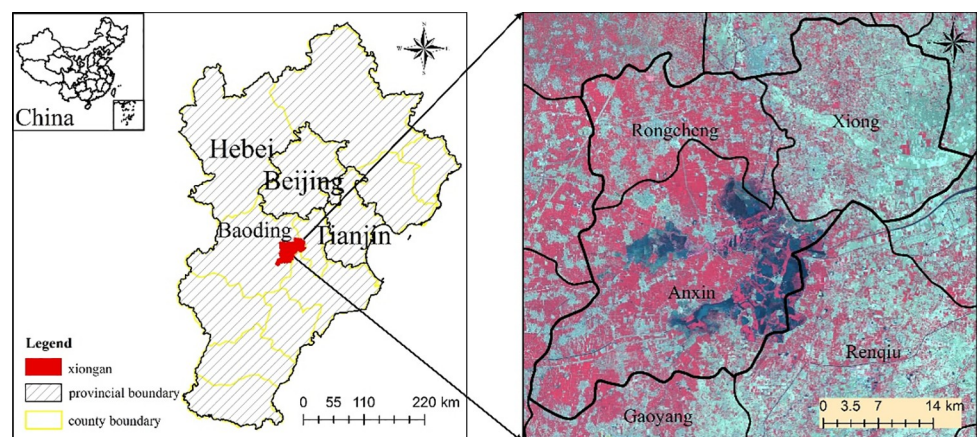 China
Hebei
Beijing
Baoding
Tianjin
Legend
xiongan
provincial boundary
county boundary
0 55 110 220 km
N
W E
S
Rongcheng
Xiong
Anxin
Renqiu
Gaoyang
0 3.5 7 14 km